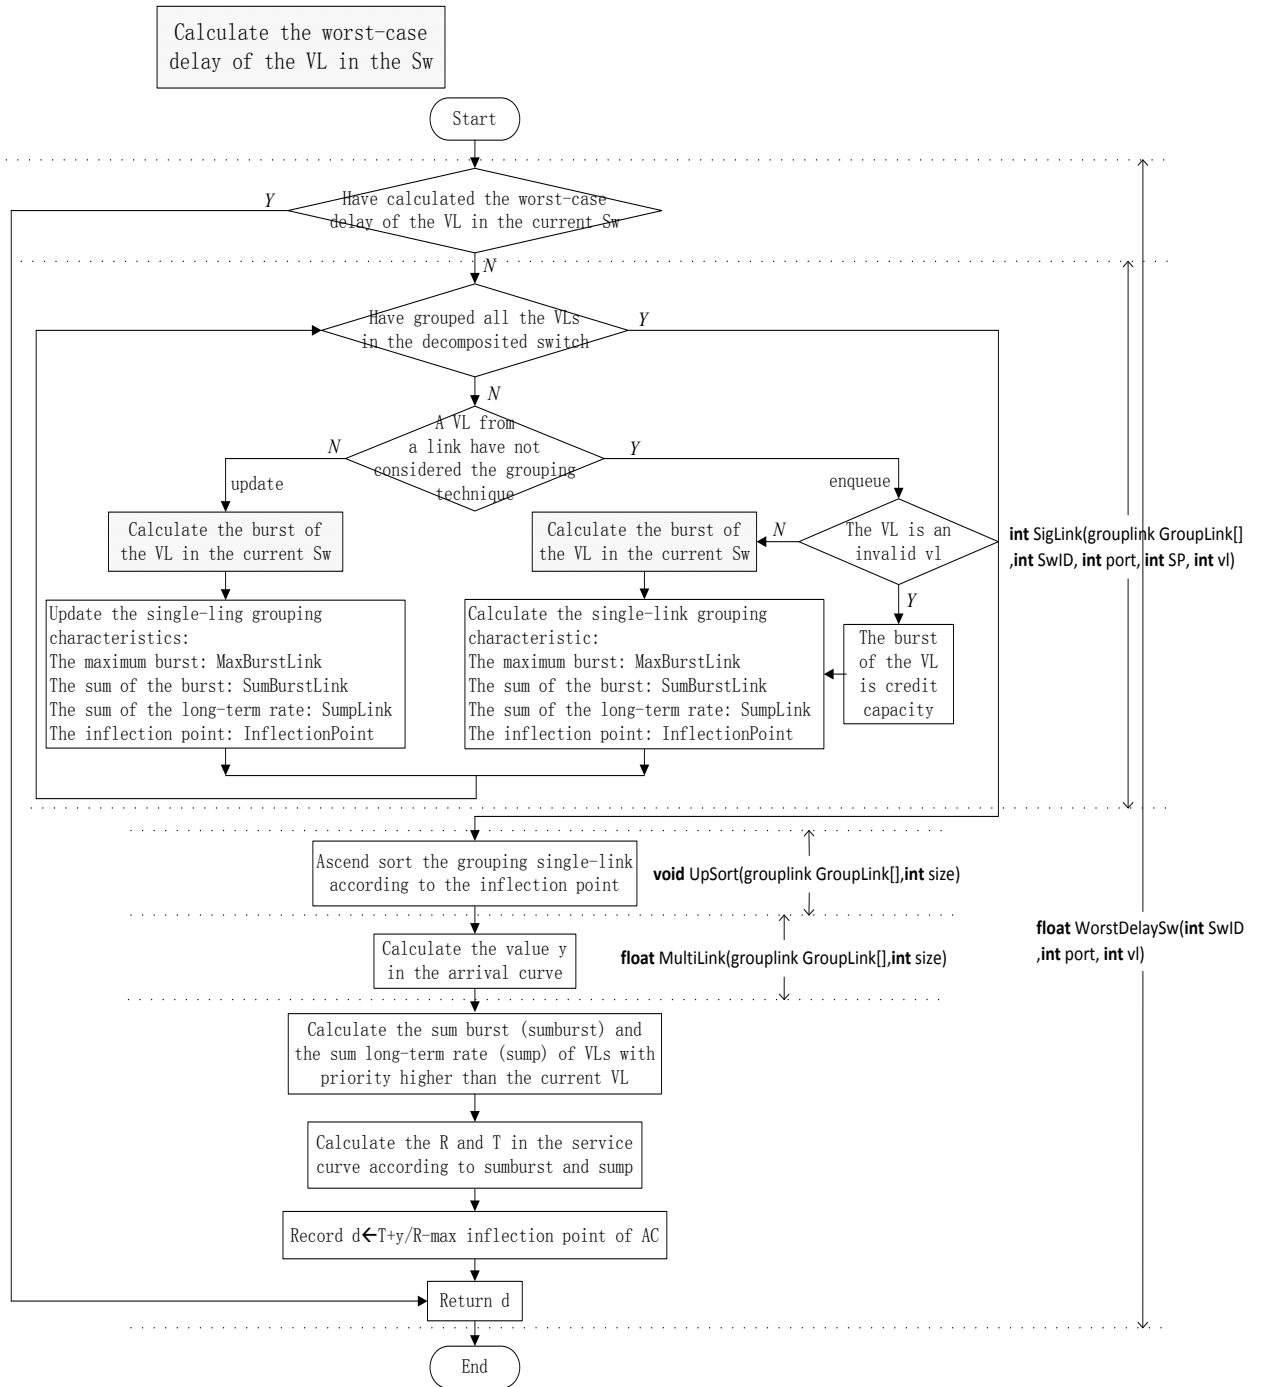 Calculate the worst-case
delay of the VL in the Sw
Start
Y
Have calculated the worst-case
delay of the VL in the current Sw
N
Have grouped all the VLs
in the decomposited switch
Y
N
A VL from
a link have not
considered the grouping
technique
N
Y
update
enqueue
Calculate the burst of
the VL in the current Sw
Calculate the burst of
the VL in the current Sw
N
The VL is an
invalid vl
int SigLink(grouplink GroupLink[]
,int SwID, int port, int SP, int vl)
Y
Update the single-ling grouping
characteristics:
The maximum burst: MaxBurstLink
The sum of the burst: SumBurstLink
The sum of the long-term rate: SumpLink
The inflection point: InflectionPoint
Calculate the single-link grouping
characteristic:
The maximum burst: MaxBurstLink
The sum of the burst: SumBurstLink
The sum of the long-term rate: SumpLink
The inflection point: InflectionPoint
The burst
of the VL
is credit
capacity
Ascend sort the grouping single-link
according to the inflection point
void UpSort(grouplink GroupLink[],int size)
Calculate the value y
in the arrival curve
float MultiLink(grouplink GroupLink[],int size)
float WorstDelaySw(int SwID
,int port, int vl)
Calculate the sum burst (sumburst) and
the sum long-term rate (sump) of VLs with
priority higher than the current VL
Calculate the R and T in the service
curve according to sumburst and sump
Record d←T+y/R-max inflection point of AC
Return d
End